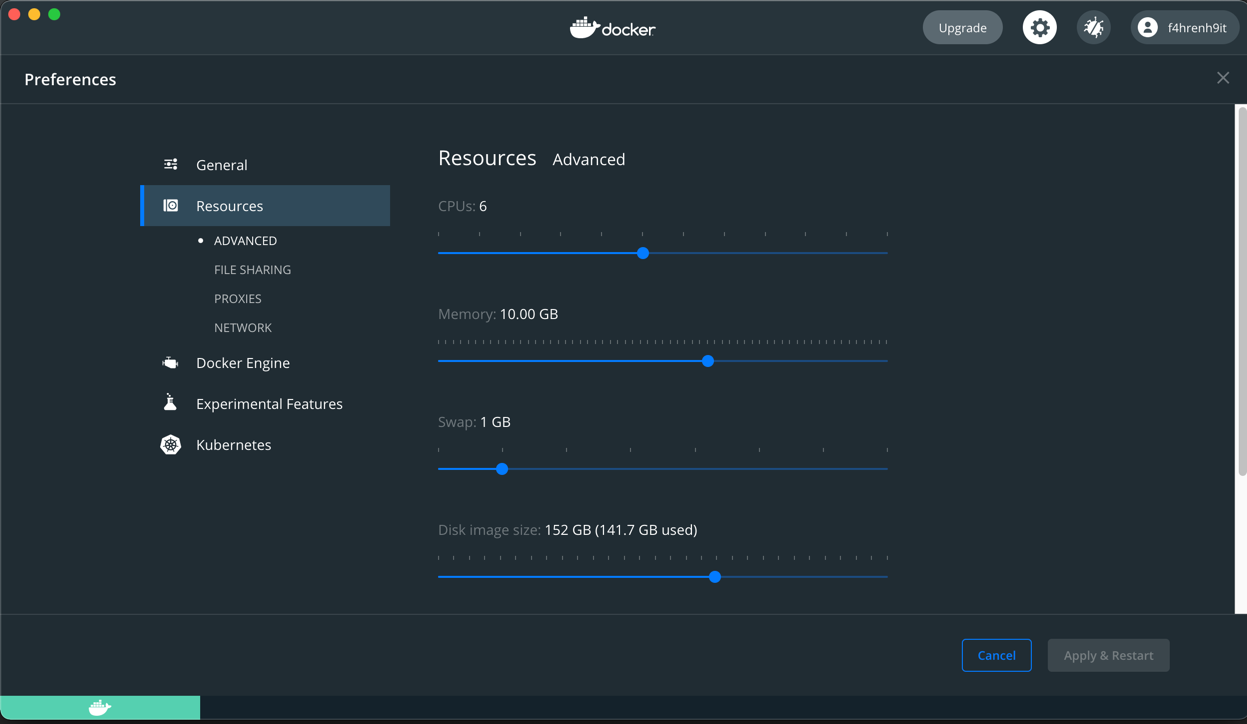 docker
Upgrade
f4hrenh9it
Preferences
General
Resources
ADVANCED
FILE SHARING
PROXIES
NETWORK
Docker Engine
Experimental Features
Kubernetes
Resources Advanced
CPUs: 6
Memory: 10.00 GB
Swap: 1 GB
Disk image size: 152 GB (141.7 GB used)
Cancel
Apply & Restart